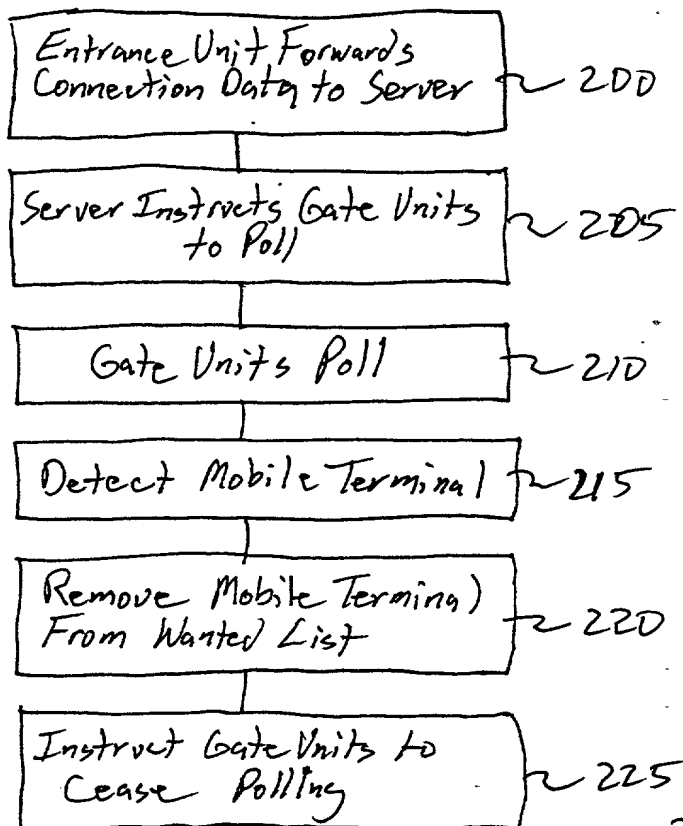 Entrance Unit Forwards
Connection Data to Server
200
Server Instructs Gate Units
to Poll
205
Gate Units Poll
210
Detect Mobile Terminal
215
Remove Mobile Terminal
From Wanted List
220
Instruct Gate Units to
Cease Polling
225